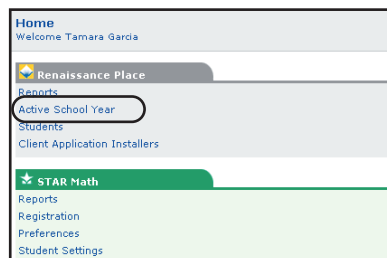 Home
Welcome Tamara Garcia
Renaissance Place
Reports
Active School Year
Students
Client Application Installers
STAR Math
Reports
Registration
Preferences
Student Settings